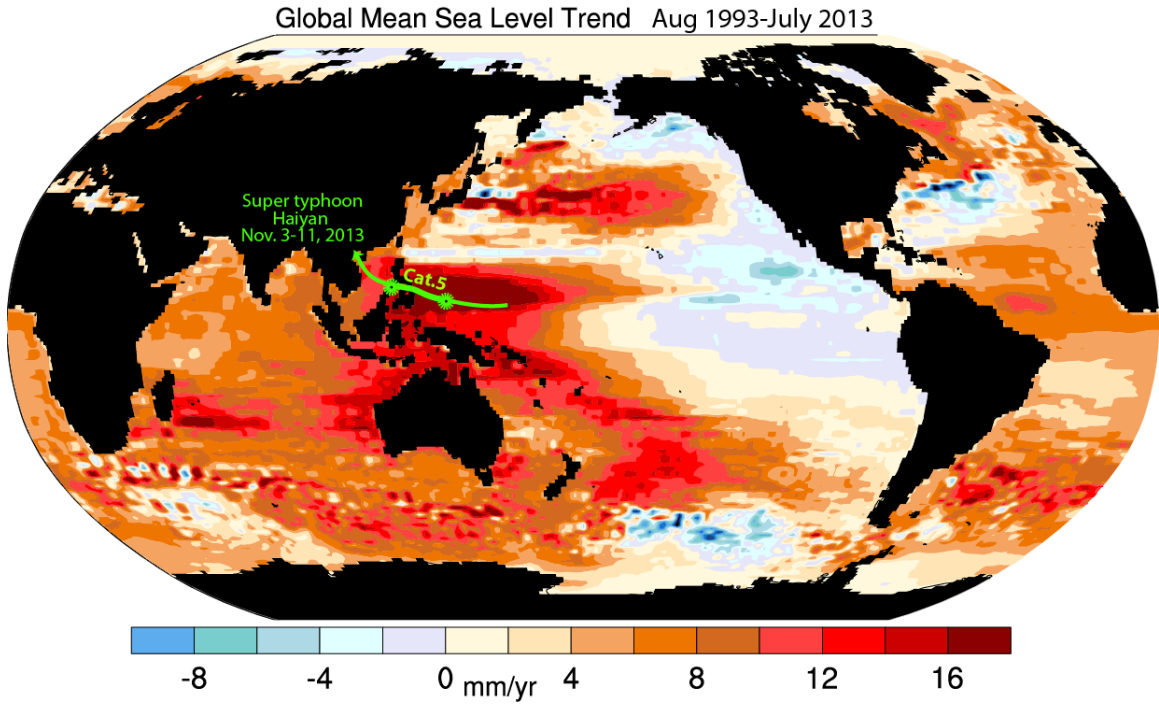 Global Mean Sea Level Trend Aug 1993-July 2013
Super typhoon
Haiyan
Nov. 3-11, 2013
Cat.5
-8 -4 0 mm/yr 4 8 12 16